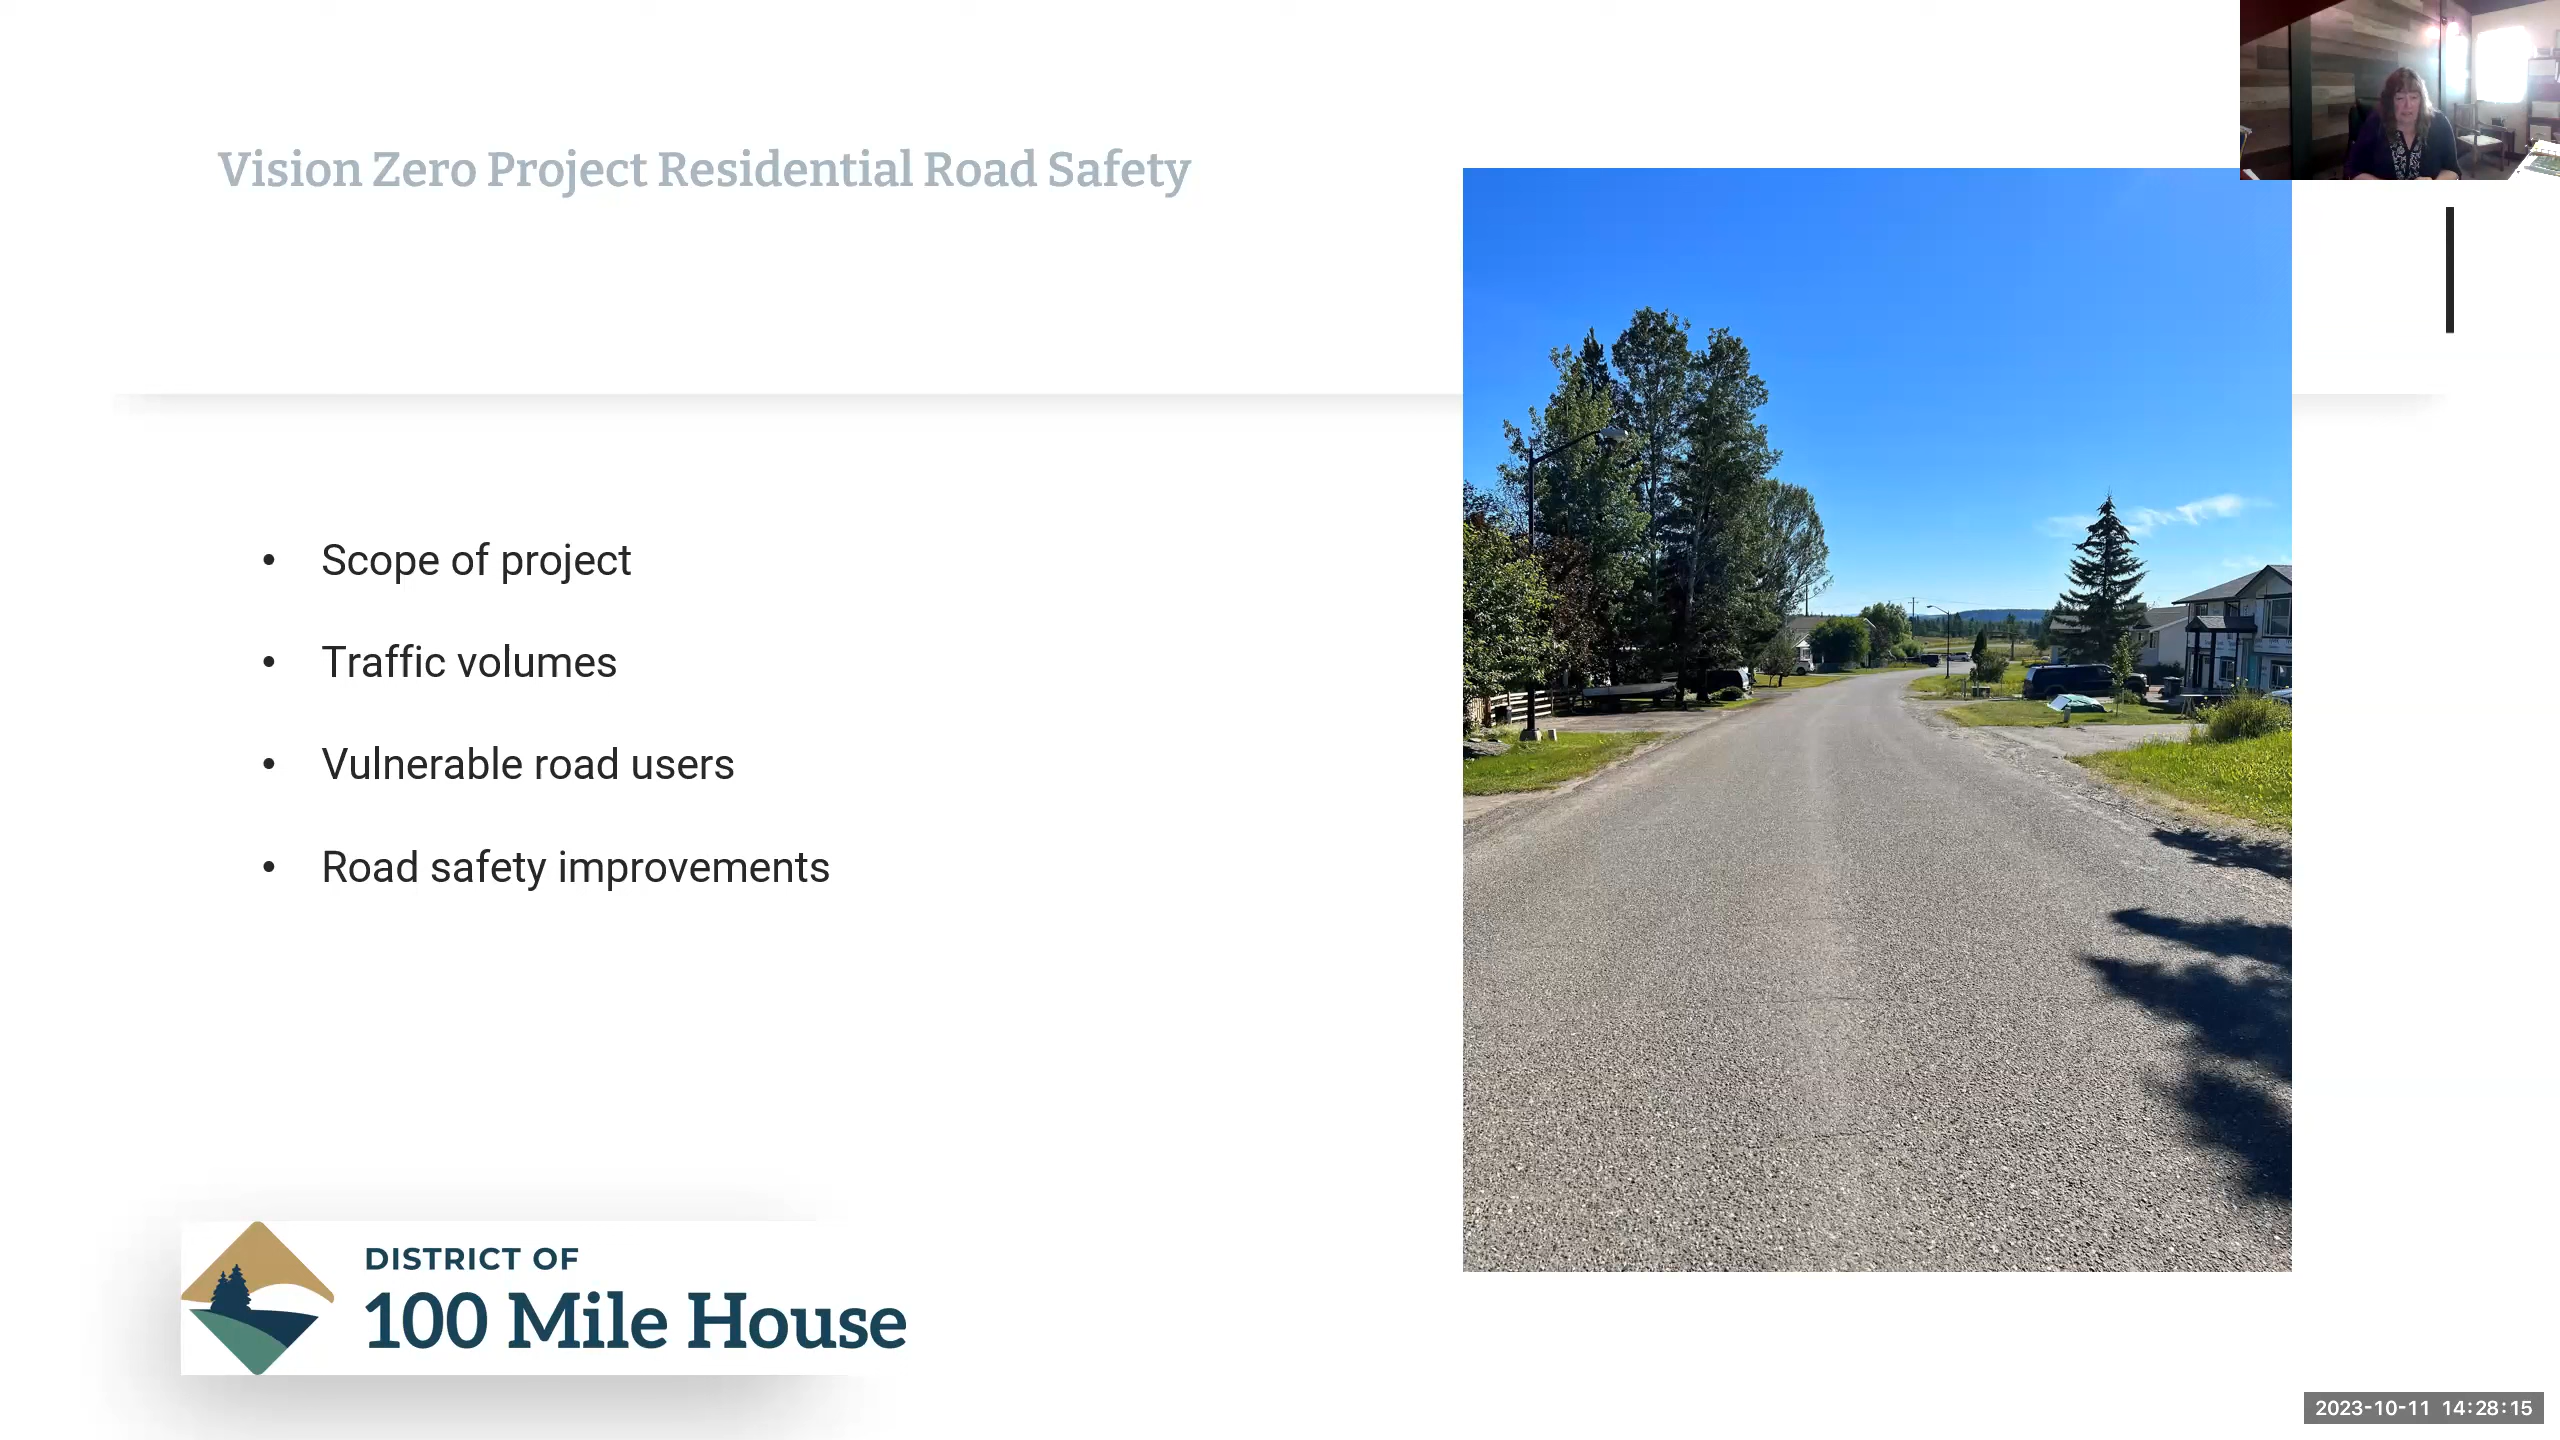 Vision Zero Project Residential Road Safety
• Scope of project
• Traffic volumes
• Vulnerable road users
• Road safety improvements
DISTRICT OF
100 Mile House
2023-10-11 14:28:15